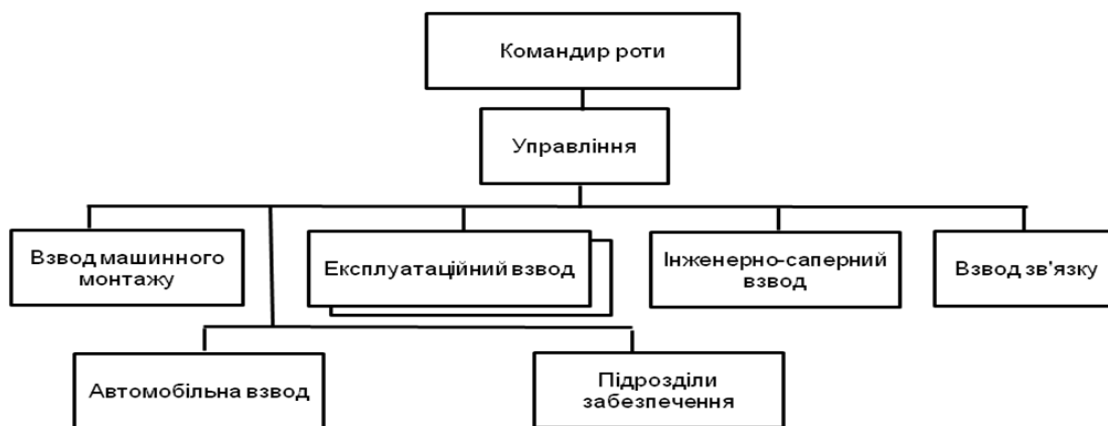 Командир роти
Управління
Взвод машинного
монтажу
Експлуатаційний взвод
Інженерно-саперний
взвод
Взвод зв'язку
Автомобільна взвод
Підрозділи
забезпечення